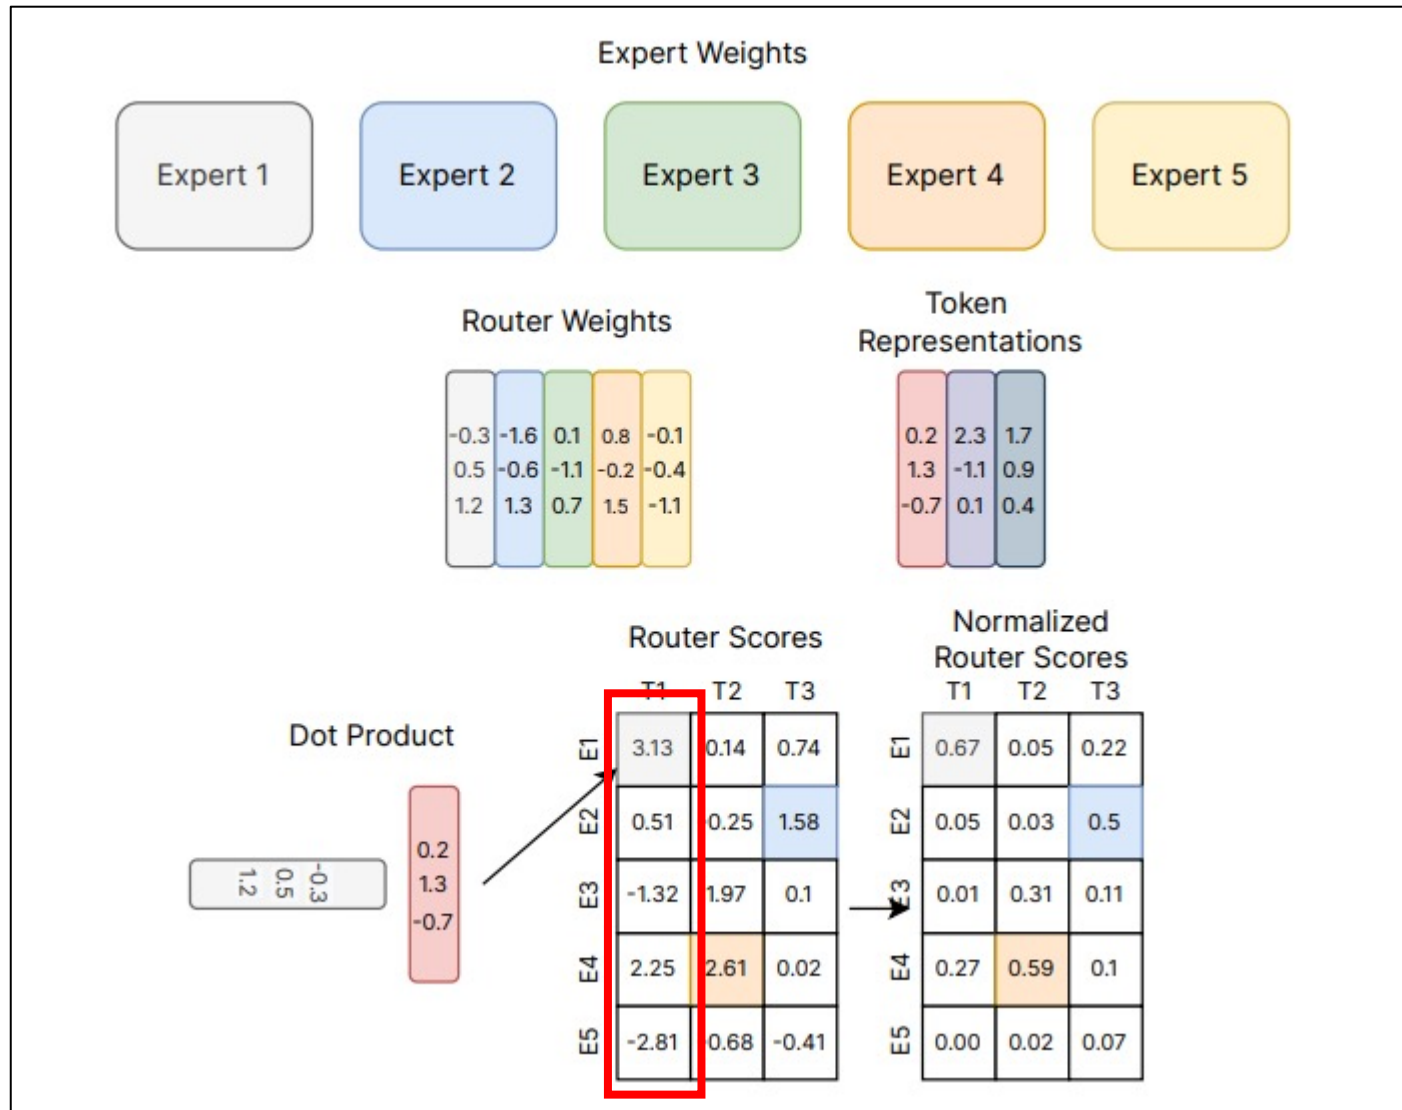 Expert Weights
Expert 1 Expert 2 Expert 3 Expert 4 Expert 5
Router Weights
Token
Representations
-0.3 -1.6 0.1 0.8 -0.1
0.5 -0.6 -1.1 -0.2 -0.4
1.2 1.3 0.7 1.5 -1.1
0.2 2.3 1.7
1.3 -1.1 0.9
-0.7 0.1 0.4
Dot Product
-0.3
0.5
1.2
0.2
1.3
-0.7
Router Scores
T1 T2 T3
E1 3.13 0.14 0.74
E2 0.51 -0.25 1.58
E3 -1.32 1.97 0.1
E4 2.25 2.61 0.02
E5 -2.81 -0.68 -0.41
Normalized
Router Scores
T1 T2 T3
E1 0.67 0.05 0.22
E2 0.05 0.03 0.5
E3 0.01 0.31 0.11
E4 0.27 0.59 0.1
E5 0.00 0.02 0.07